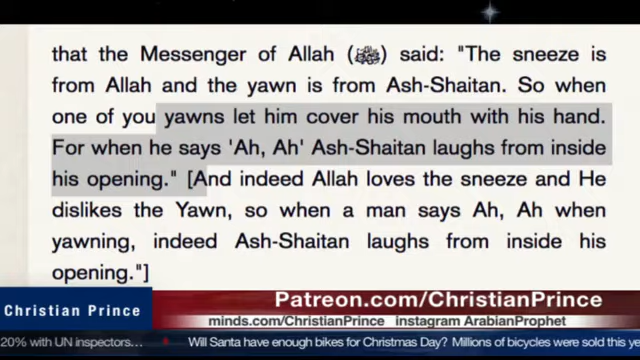 that the Messenger of Allah (ﷺ) said: "The sneeze is
from Allah and the yawn is from Ash-Shaitan. So when
one of you yawns let him cover his mouth with his hand.
For when he says 'Ah, Ah' Ash-Shaitan laughs from inside
his opening." [And indeed Allah loves the sneeze and He
dislikes the Yawn, so when a man says Ah, Ah when
yawning, indeed Ash-Shaitan laughs from inside his
opening."]
Christian Prince
Patreon.com/ChristianPrince
minds.com/ChristianPrince instagram ArabianProphet
20% with UN inspectors... Will Santa have enough bikes for Christmas Day? Millions of bicycles were sold this ye